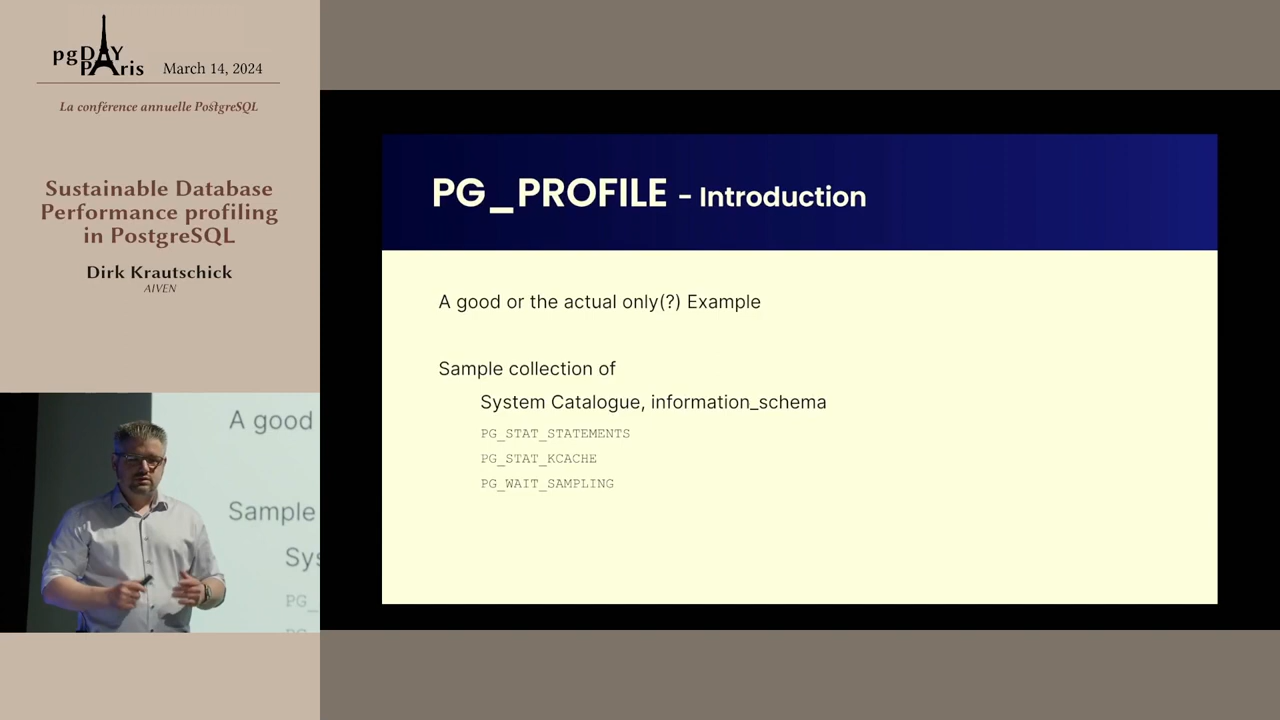 pgDAY
PAris
March 14, 2024
La conférence annuelle PostgreSQL
Sustainable Database
Performance profiling
in PostgreSQL
Dirk Krautschick
AIVEN
PG_PROFILE - Introduction
A good or the actual only(?) Example
Sample collection of
System Catalogue, information_schema
PG_STAT_STATEMENTS
PG_STAT_KCACHE
PG_WAIT_SAMPLING
A good
Sample
Sys
PG_